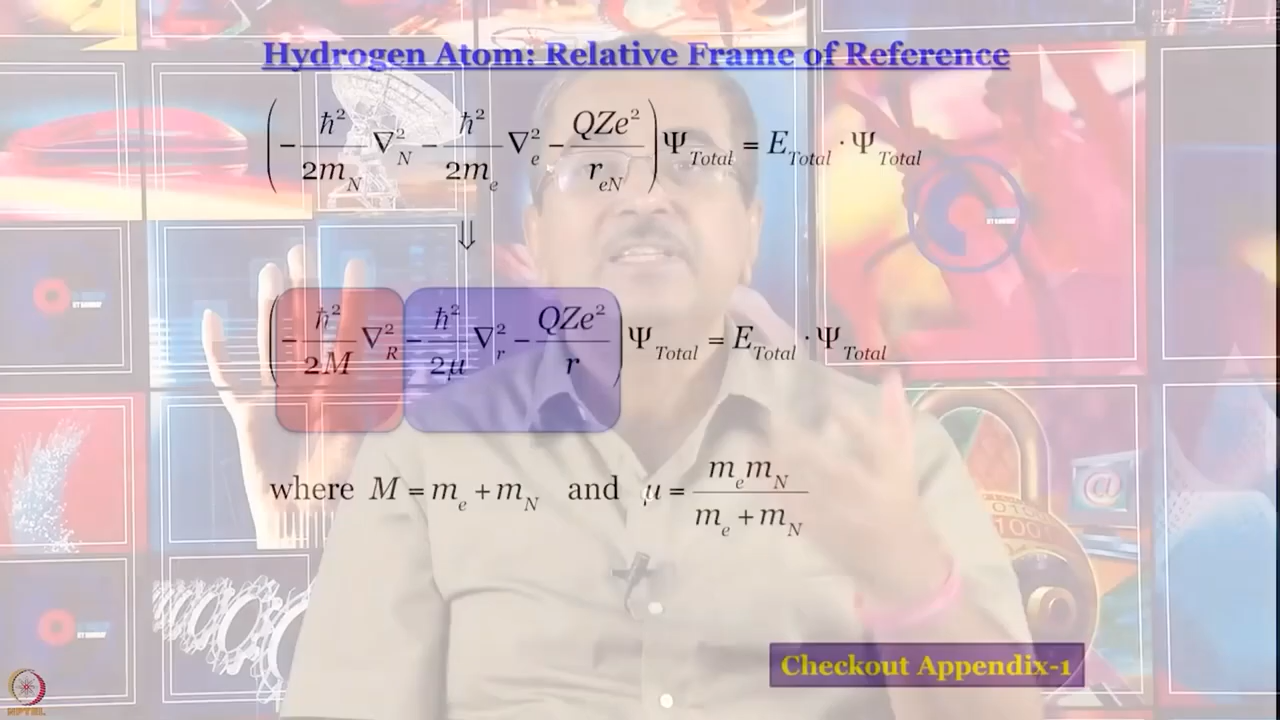 Hydrogen Atom: Relative Frame of Reference
( − ħ²/2m_N ∇²_N − ħ²/2m_e ∇²_e − QZe²/r_eN ) Ψ_Total = E_Total · Ψ_Total
⇓
( − ħ²/2M ∇²_R − ħ²/2μ ∇²_r − QZe²/r ) Ψ_Total = E_Total · Ψ_Total
where M = m_e + m_N and μ = m_e m_N / m_e + m_N
Checkout Appendix-1
NPTEL